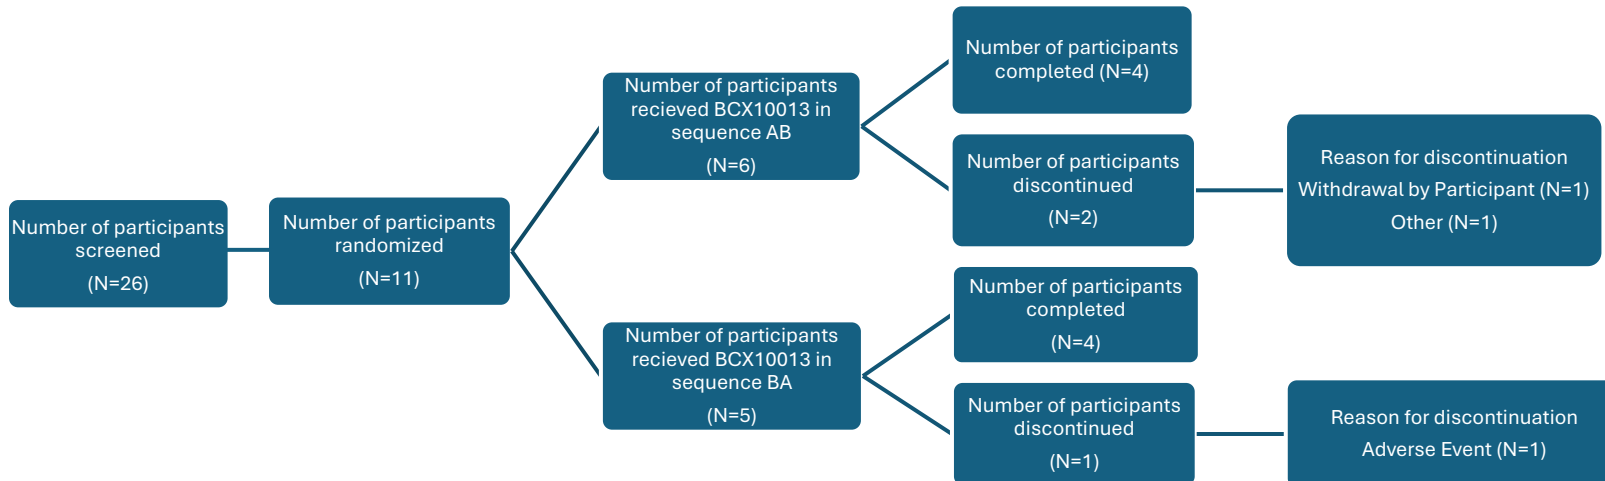 Number of participants
screened
(N=26)
Number of participants
randomized
(N=11)
Number of participants
recieved BCX10013 in
sequence AB
(N=6)
Number of participants
completed (N=4)
Number of participants
discontinued
(N=2)
Reason for discontinuation
Withdrawal by Participant (N=1)
Other (N=1)
Number of participants
recieved BCX10013 in
sequence BA
(N=5)
Number of participants
completed
(N=4)
Number of participants
discontinued
(N=1)
Reason for discontinuation
Adverse Event (N=1)